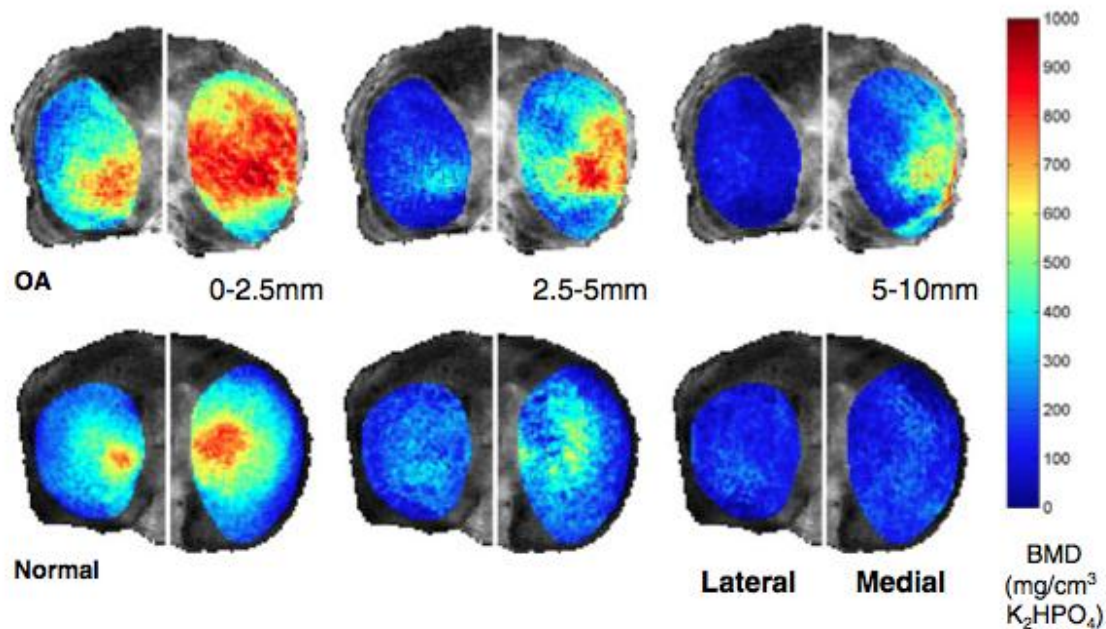 1000
900
800
700
600
500
400
300
200
100
0
OA
0-2.5mm
2.5-5mm
5-10mm
Normal
Lateral
Medial
BMD
(mg/cm³
K₂HPO₄)